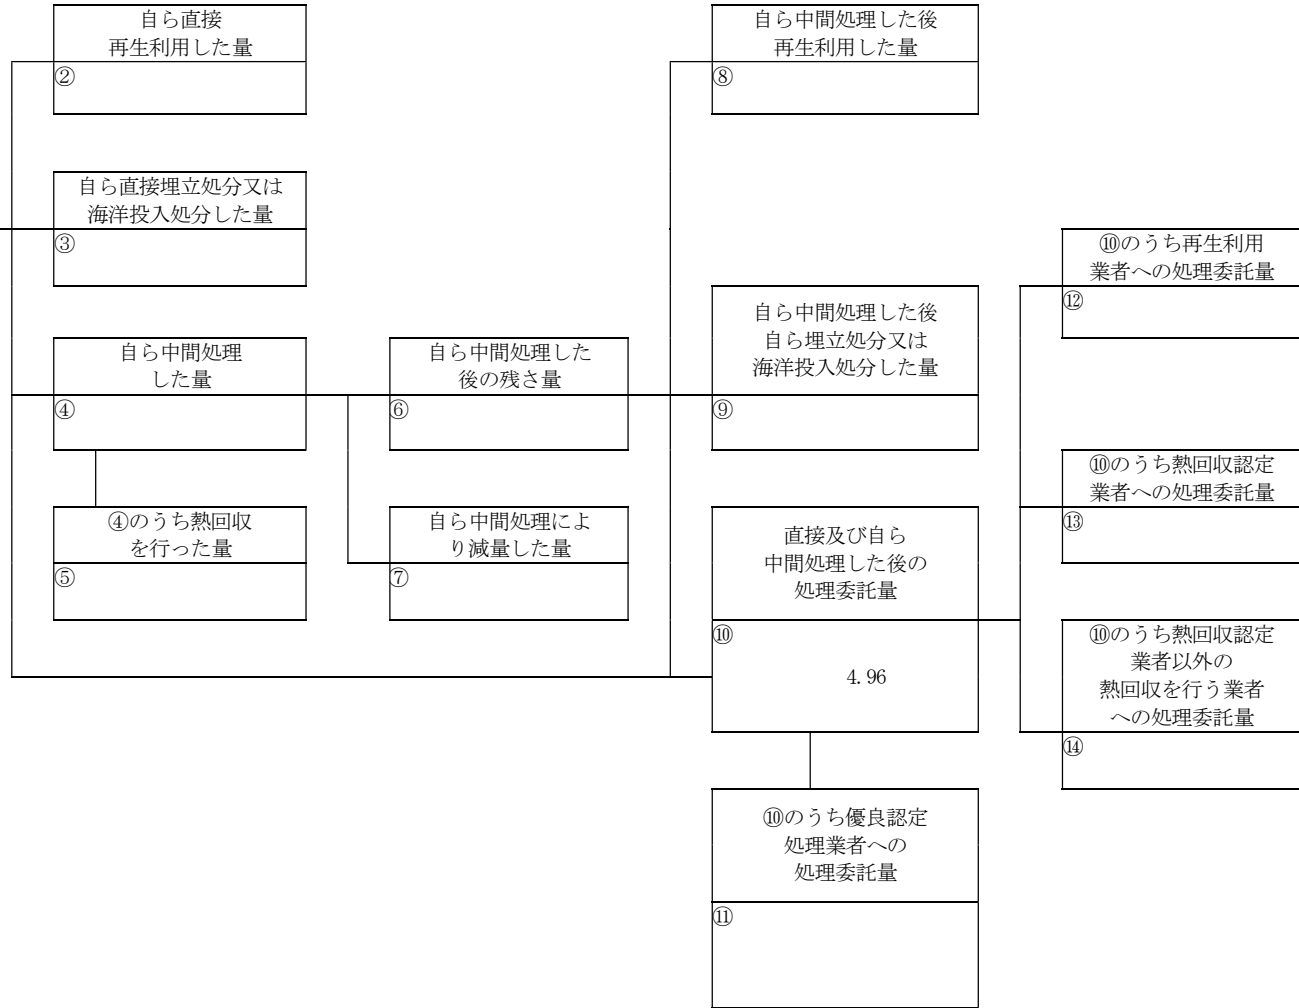 自ら直接
再生利用した量
②
自ら中間処理した後
再生利用した量
⑧
自ら直接埋立処分又は
海洋投入処分した量
③
⑩のうち再生利用
業者への処理委託量
⑫
自ら中間処理
した量
④
自ら中間処理した
後の残さ量
⑥
自ら中間処理した後
自ら埋立処分又は
海洋投入処分した量
⑨
⑩のうち熱回収認定
業者への処理委託量
⑬
④のうち熱回収
を行った量
⑤
自ら中間処理によ
り減量した量
⑦
直接及び自ら
中間処理した後の
処理委託量
⑩
4.96
⑩のうち熱回収認定
業者以外の
熱回収を行う業者
への処理委託量
⑭
⑩のうち優良認定
処理業者への
処理委託量
⑪